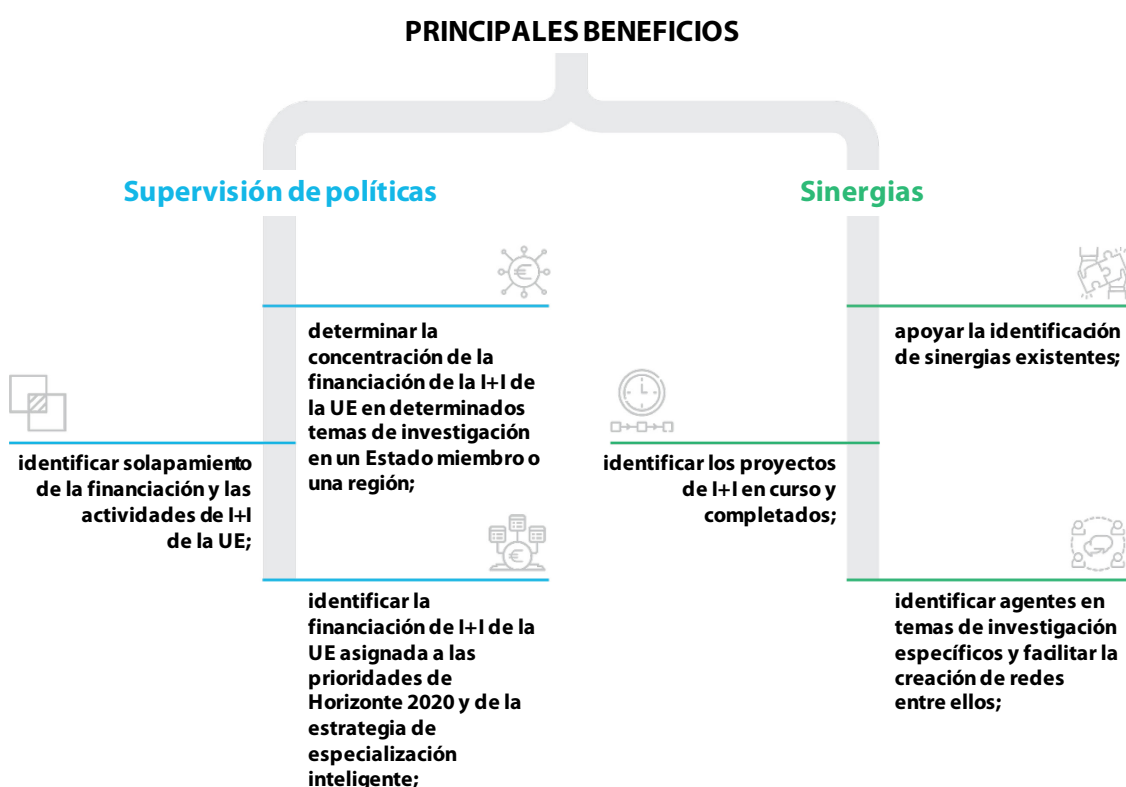 PRINCIPALES BENEFICIOS
Supervisión de políticas
determinar la
concentración de la
financiación de la I+I de
la UE en determinados
temas de investigación
en un Estado miembro o
una región;
identificar solapamiento
de la financiación y las
actividades de I+I
de la UE;
identificar la
financiación de I+I de la
UE asignada a las
prioridades de
Horizonte 2020 y de la
estrategia de
especialización
inteligente;
Sinergias
apoyar la identificación
de sinergias existentes;
identificar los proyectos
de I+I en curso y
completados;
identificar agentes en
temas de investigación
específicos y facilitar la
creación de redes
entre ellos;